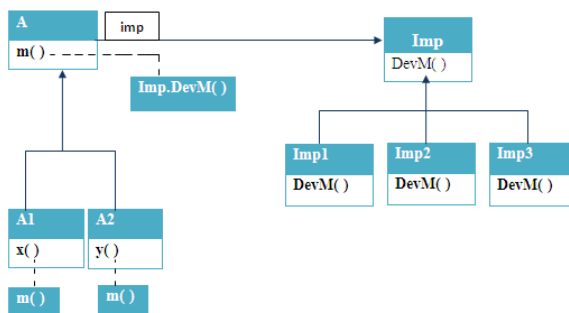 A
imp
m( )
Imp
DevM( )
Imp.DevM( )
Imp1
DevM( )
Imp2
DevM( )
Imp3
DevM( )
A1
x( )
A2
y( )
m( )
m( )